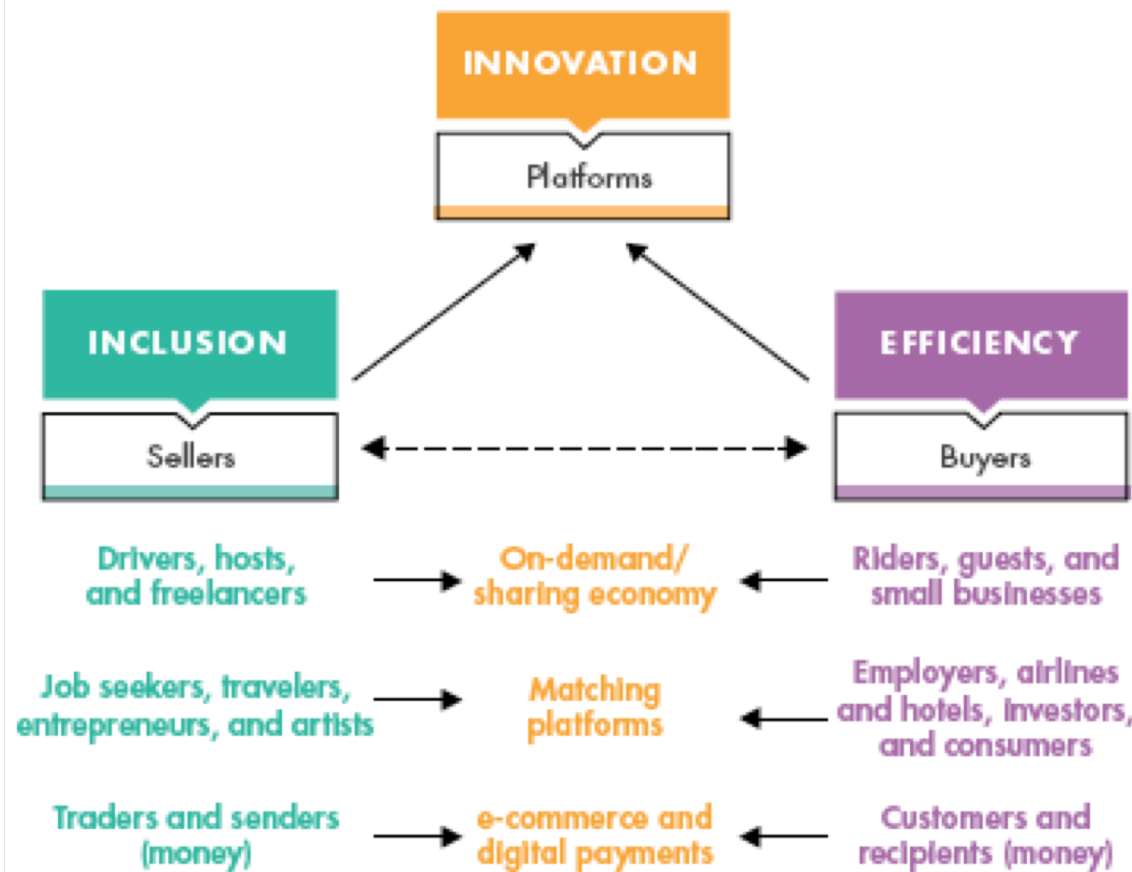 INNOVATION
Platforms
INCLUSION
EFFICIENCY
Sellers
Buyers
Drivers, hosts,
and freelancers
On-demand/
sharing economy
Riders, guests, and
small businesses
Job seekers, travelers,
entrepreneurs, and artists
Matching
platforms
Employers, airlines
and hotels, investors,
and consumers
Traders and senders
(money)
e-commerce and
digital payments
Customers and
recipients (money)